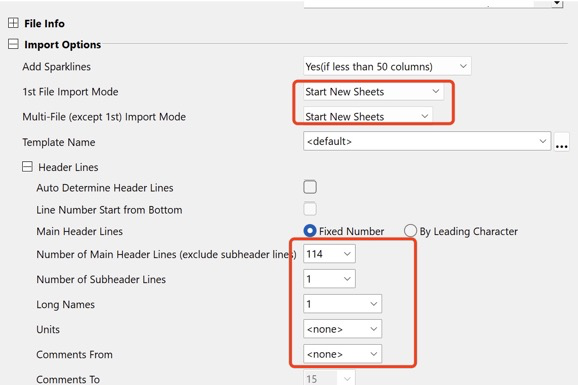 File Info
Import Options
Add Sparklines Yes(if less than 50 columns)
1st File Import Mode Start New Sheets
Multi-File (except 1st) Import Mode Start New Sheets
Template Name <default> ...
Header Lines
Auto Determine Header Lines
Line Number Start from Bottom
Main Header Lines Fixed Number By Leading Character
Number of Main Header Lines (exclude subheader lines) 114
Number of Subheader Lines 1
Long Names 1
Units <none>
Comments From <none>
Comments To 15